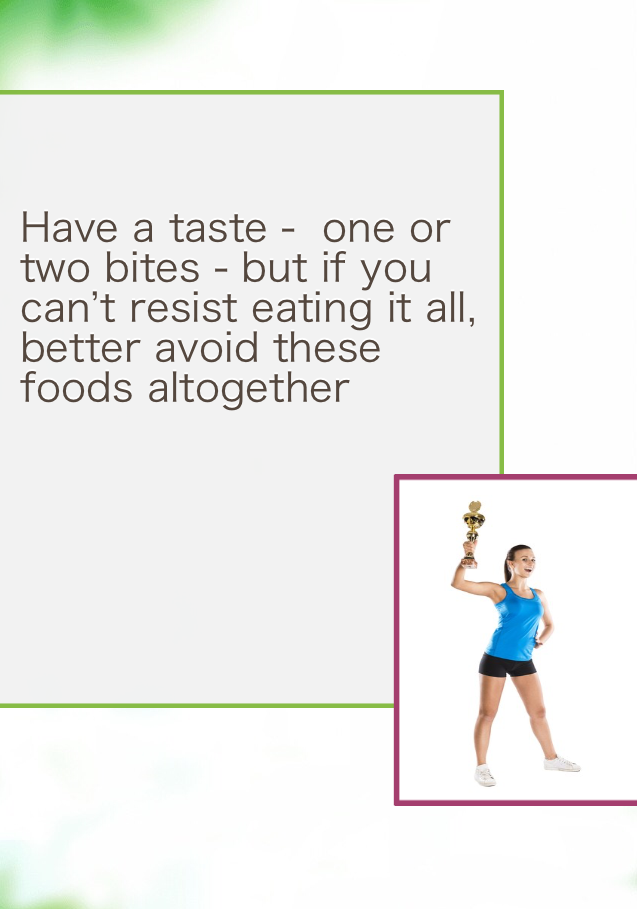 Have a taste -  one or
two bites - but if you
can’t resist eating it all,
better avoid these
foods altogether